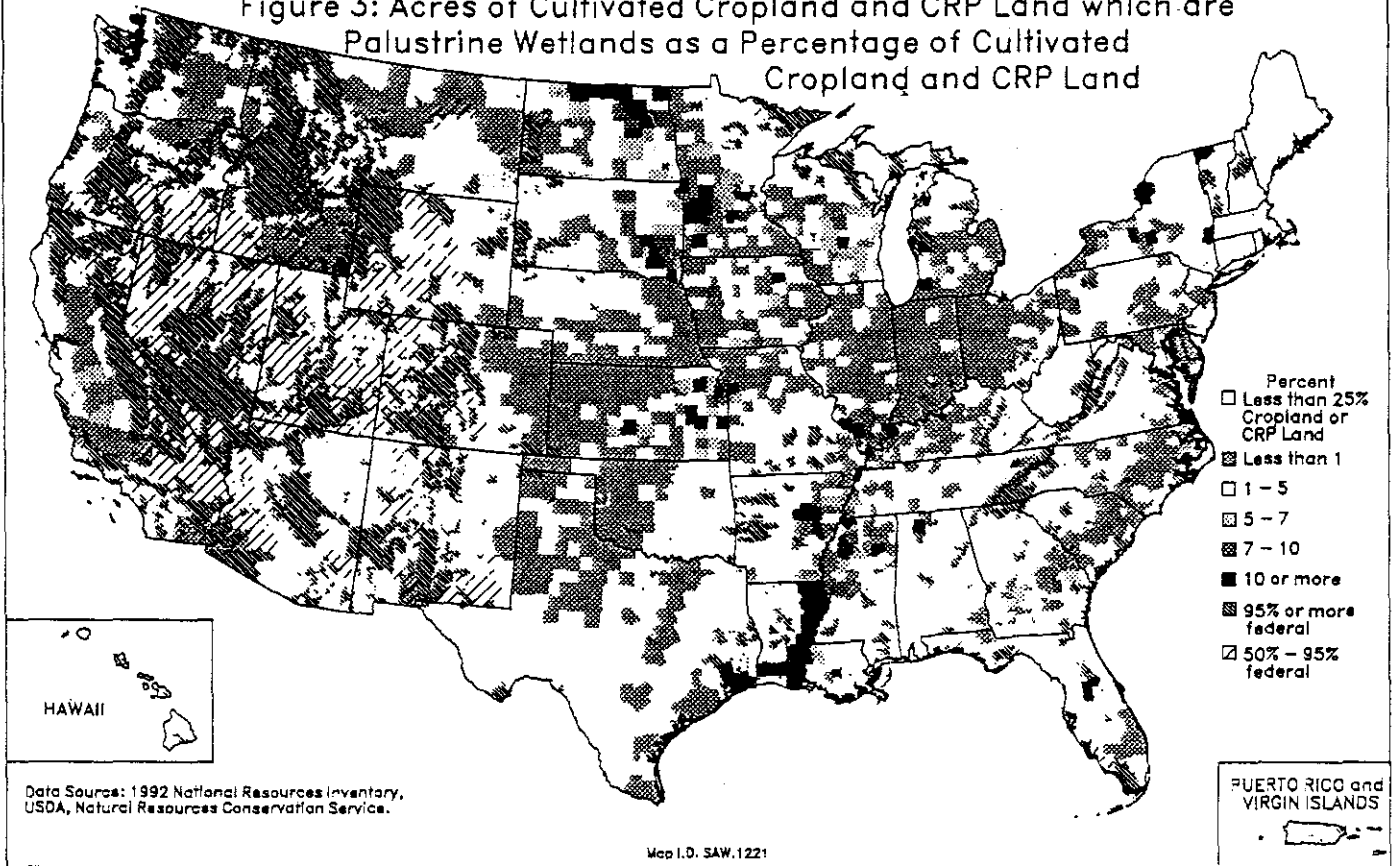 Figure 3: Acres of Cultivated Cropland and CRP Land which are
Palustrine Wetlands as a Percentage of Cultivated
Cropland and CRP Land
Percent
Less than 25%
Cropland or
CRP Land
Less than 1
1 - 5
5 - 7
7 - 10
10 or more
95% or more
federal
50% - 95%
federal
HAWAII
Data Source: 1992 National Resources Inventory,
USDA, Natural Resources Conservation Service.
PUERTO RICO and
VIRGIN ISLANDS
Map I.D. SAW.1221